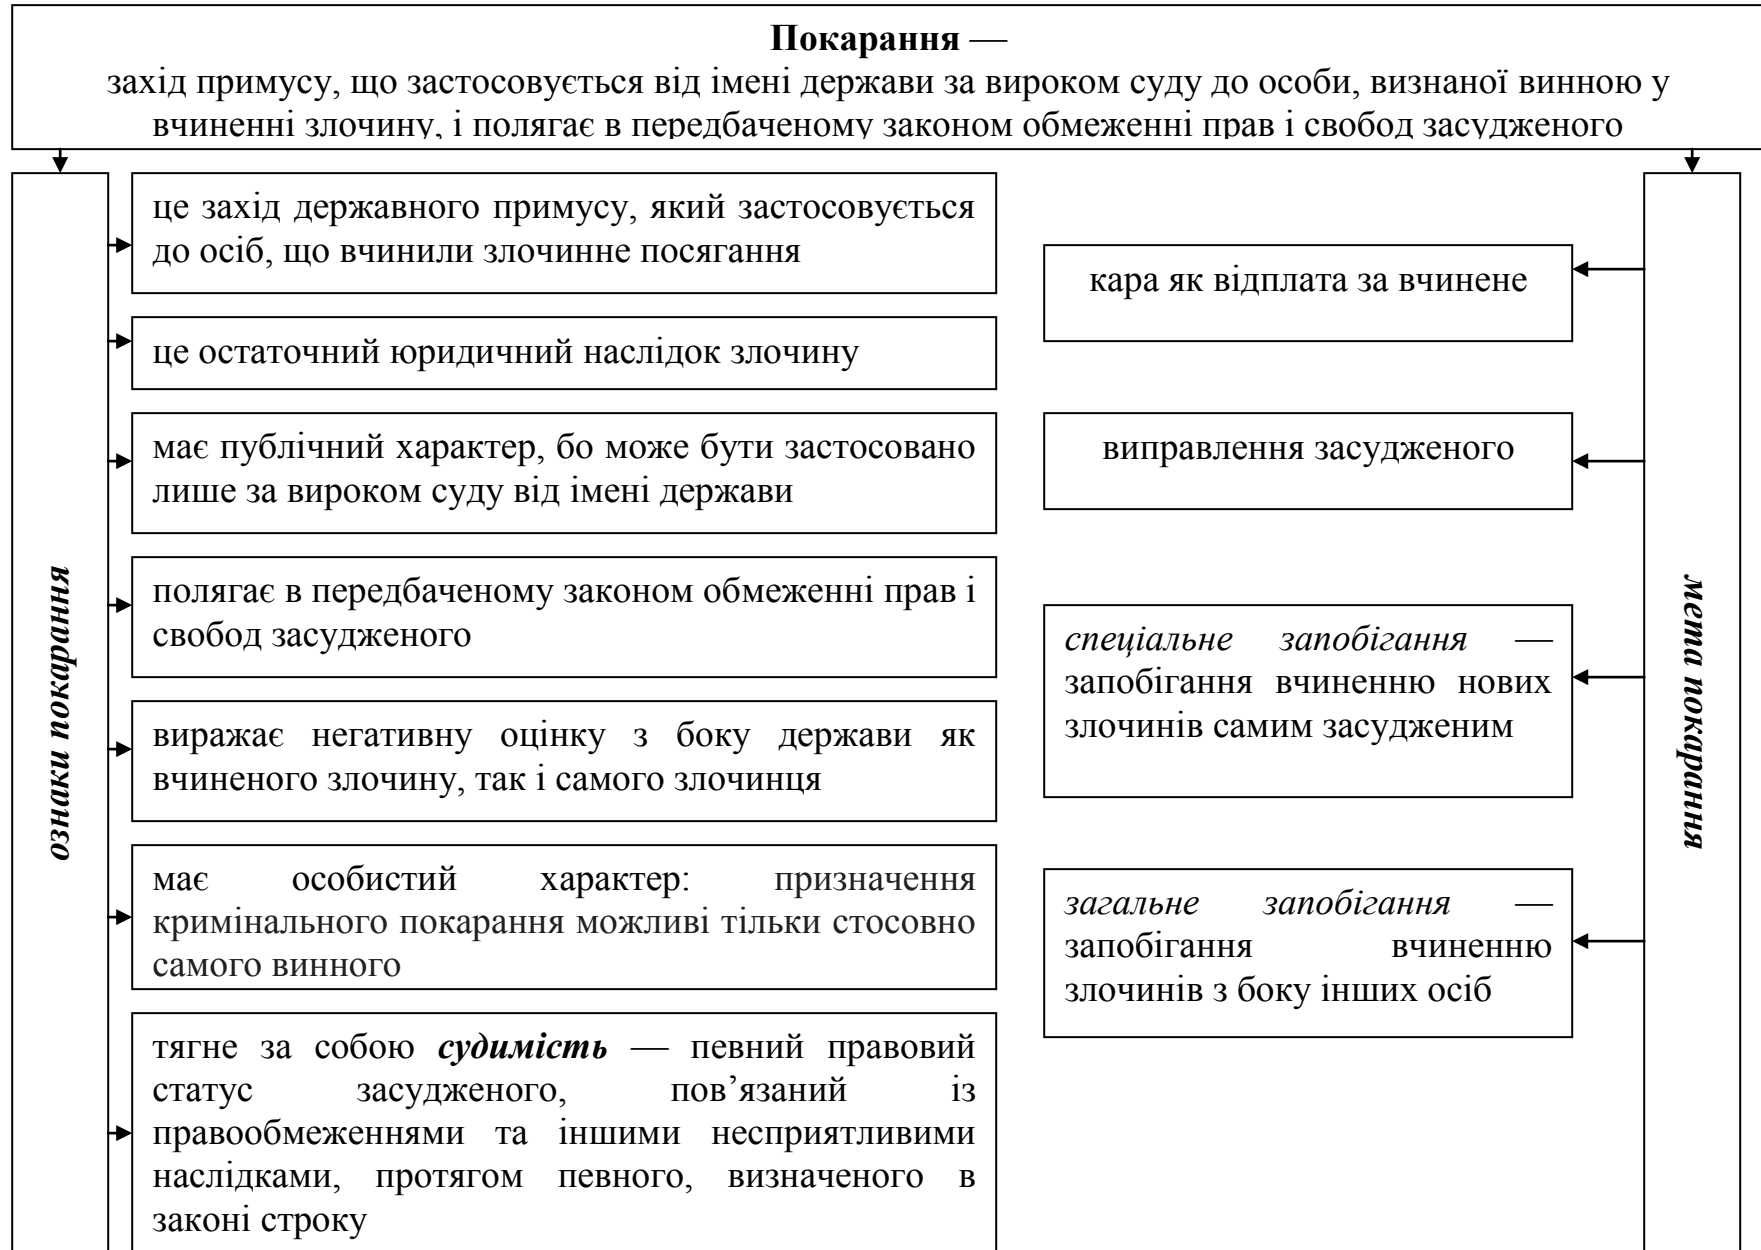 Покарання —
захід примусу, що застосовується від імені держави за вироком суду до особи, визнаної винною у
вчиненні злочину, і полягає в передбаченому законом обмеженні прав і свобод засудженого
ознаки покарання
це захід державного примусу, який застосовується
до осіб, що вчинили злочинне посягання
це остаточний юридичний наслідок злочину
має публічний характер, бо може бути застосовано
лише за вироком суду від імені держави
полягає в передбаченому законом обмеженні прав і
свобод засудженого
виражає негативну оцінку з боку держави як
вчиненого злочину, так і самого злочинця
має особистий характер: призначення
кримінального покарання можливі тільки стосовно
самого винного
тягне за собою судимість — певний правовий
статус засудженого, пов’язаний із
правообмеженнями та іншими несприятливими
наслідками, протягом певного, визначеного в
законі строку
мета покарання
кара як відплата за вчинене
виправлення засудженого
спеціальне запобігання —
запобігання вчиненню нових
злочинів самим засудженим
загальне запобігання —
запобігання вчиненню
злочинів з боку інших осіб